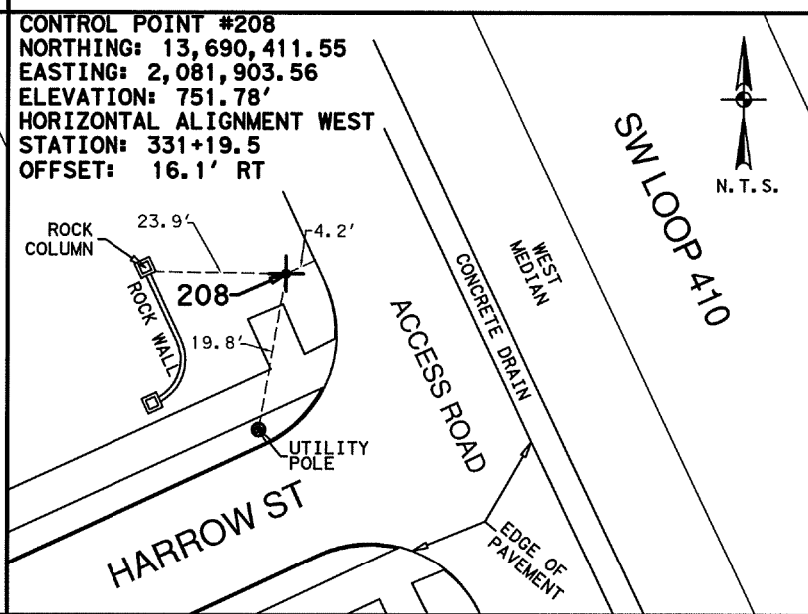 CONTROL POINT #208
NORTHING: 13,690,411.55
EASTING: 2,081,903.56
ELEVATION: 751.78'
HORIZONTAL ALIGNMENT WEST
STATION: 331+19.5
OFFSET: 16.1' RT
N.T.S.
SW LOOP 410
ROCK
COLUMN
23.9'
4.2'
208
ROCK WALL
19.8'
WEST
MEDIAN
CONCRETE DRAIN
ACCESS ROAD
UTILITY
POLE
HARROW ST
EDGE OF
PAVEMENT